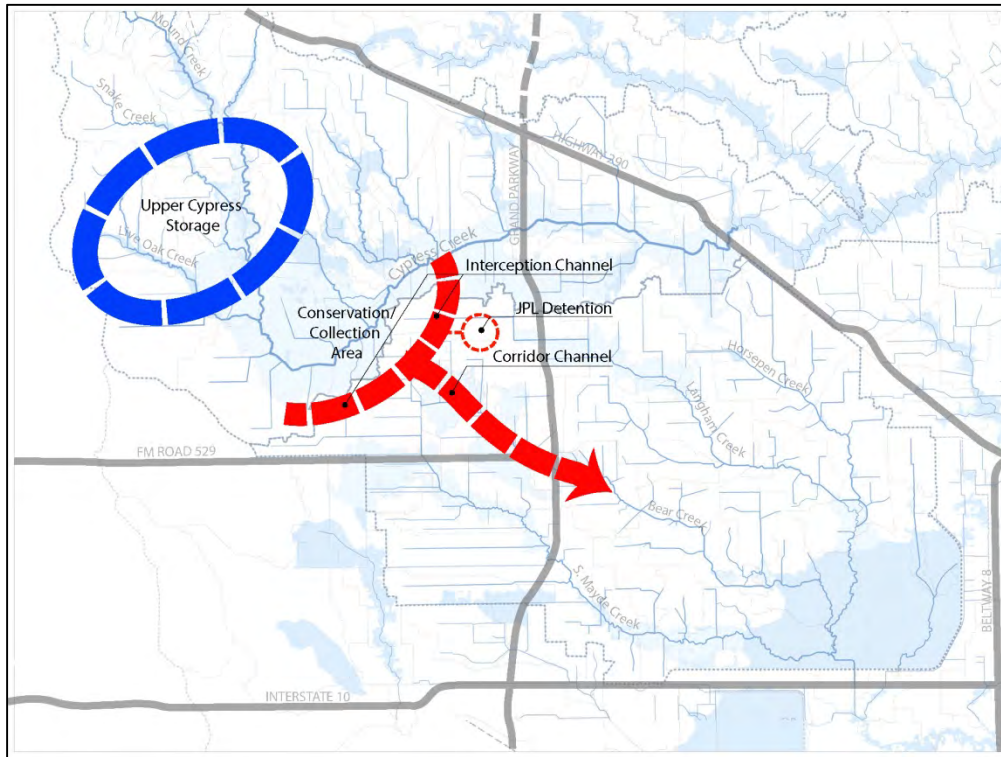 Mound Creek
Snake Creek
HIGHWAY 290
GRAND PARKWAY
Upper Cypress
Storage
Live Oak Creek
Cypress Creek
Interception Channel
Conservation/
Collection
Area
JPL Detention
Corridor Channel
Horsepen Creek
Langham Creek
FM ROAD 529
Bear Creek
S. Mayde Creek
BELTWAY 8
INTERSTATE 10